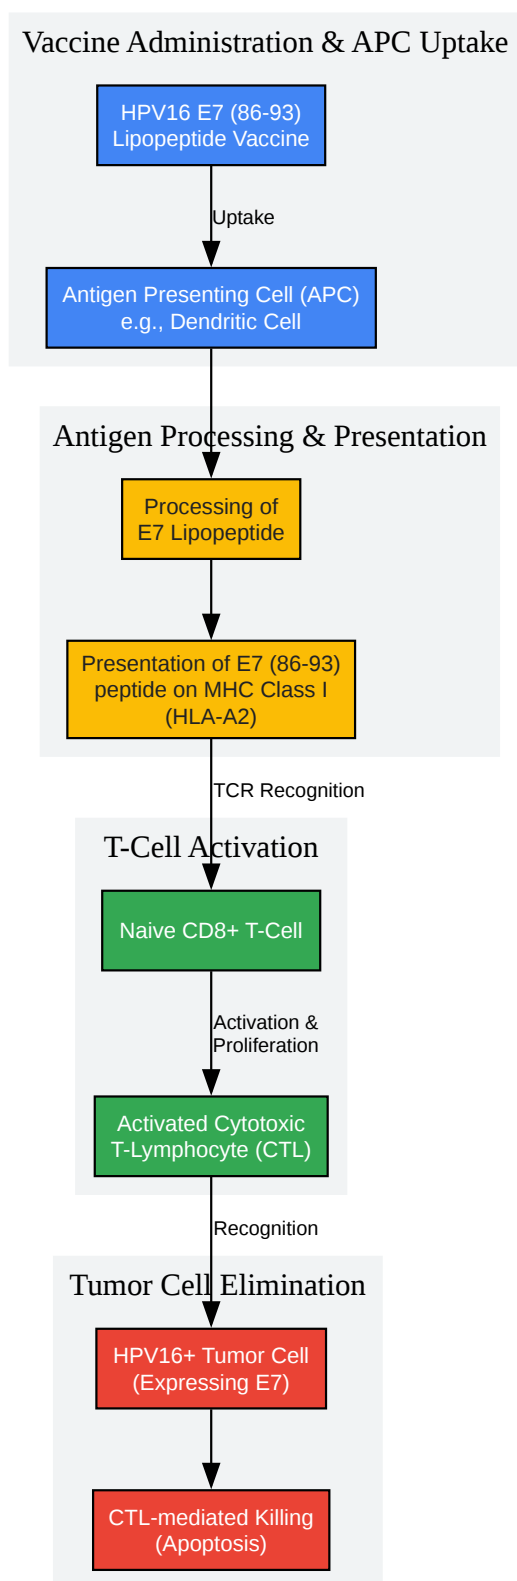 Vaccine Administration & APC Uptake
HPV16 E7 (86-93)
Lipopeptide Vaccine
Uptake
Antigen Presenting Cell (APC)
e.g., Dendritic Cell
Antigen Processing & Presentation
Processing of
E7 Lipopeptide
Presentation of E7 (86-93)
peptide on MHC Class I
(HLA-A2)
TCR Recognition
T-Cell Activation
Naive CD8+ T-Cell
Activation &
Proliferation
Activated Cytotoxic
T-Lymphocyte (CTL)
Recognition
Tumor Cell Elimination
HPV16+ Tumor Cell
(Expressing E7)
CTL-mediated Killing
(Apoptosis)